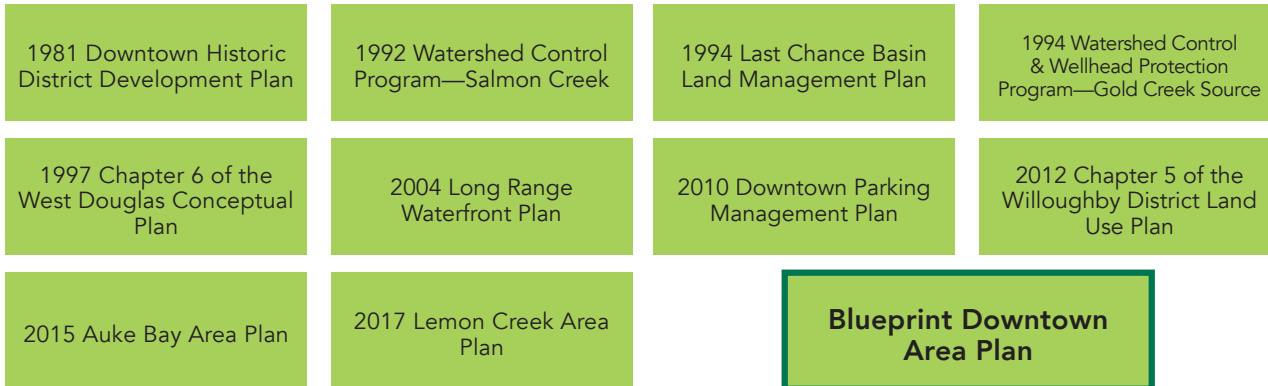 1981 Downtown Historic
District Development Plan
1992 Watershed Control
Program—Salmon Creek
1994 Last Chance Basin
Land Management Plan
1994 Watershed Control
& Wellhead Protection
Program—Gold Creek Source
1997 Chapter 6 of the
West Douglas Conceptual
Plan
2004 Long Range
Waterfront Plan
2010 Downtown Parking
Management Plan
2012 Chapter 5 of the
Willoughby District Land
Use Plan
2015 Auke Bay Area Plan
2017 Lemon Creek Area
Plan
Blueprint Downtown
Area Plan